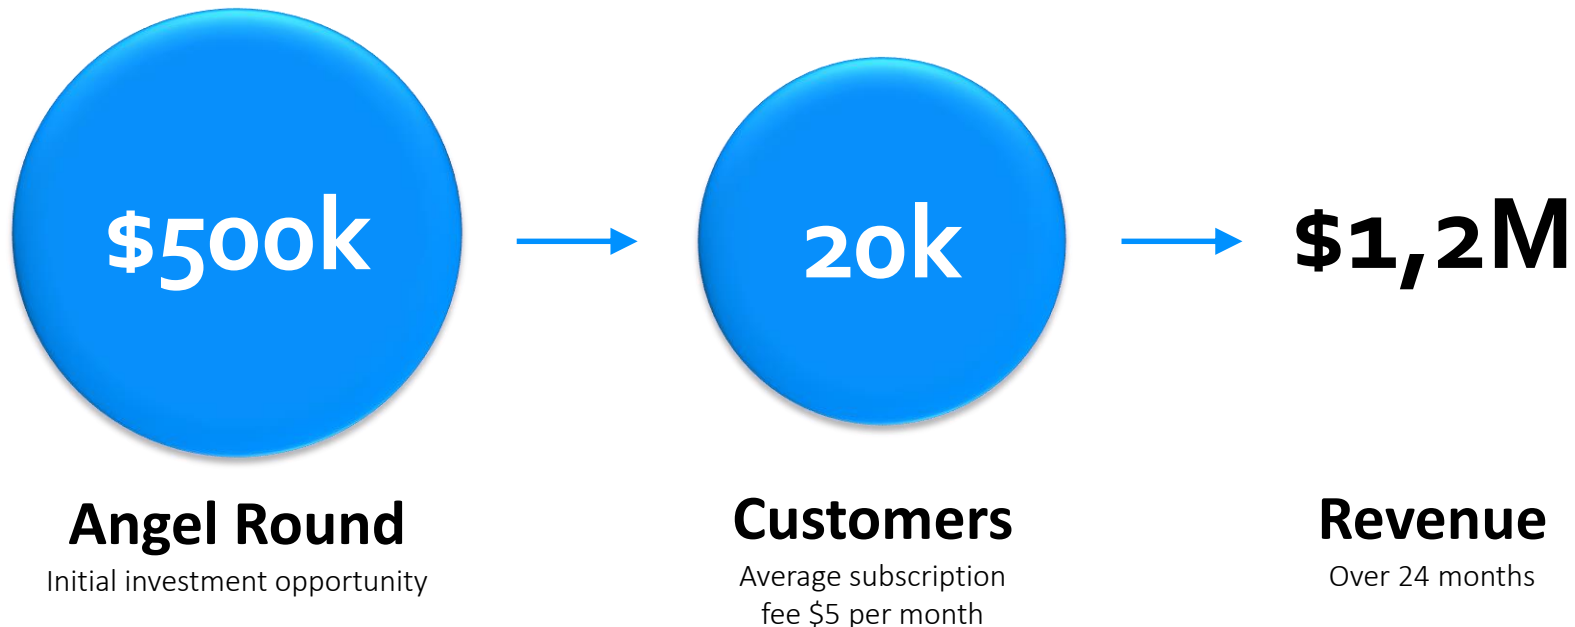 $500k
20k
$1,2M
Angel Round
Initial investment opportunity
Customers
Average subscription
fee $5 per month
Revenue
Over 24 months